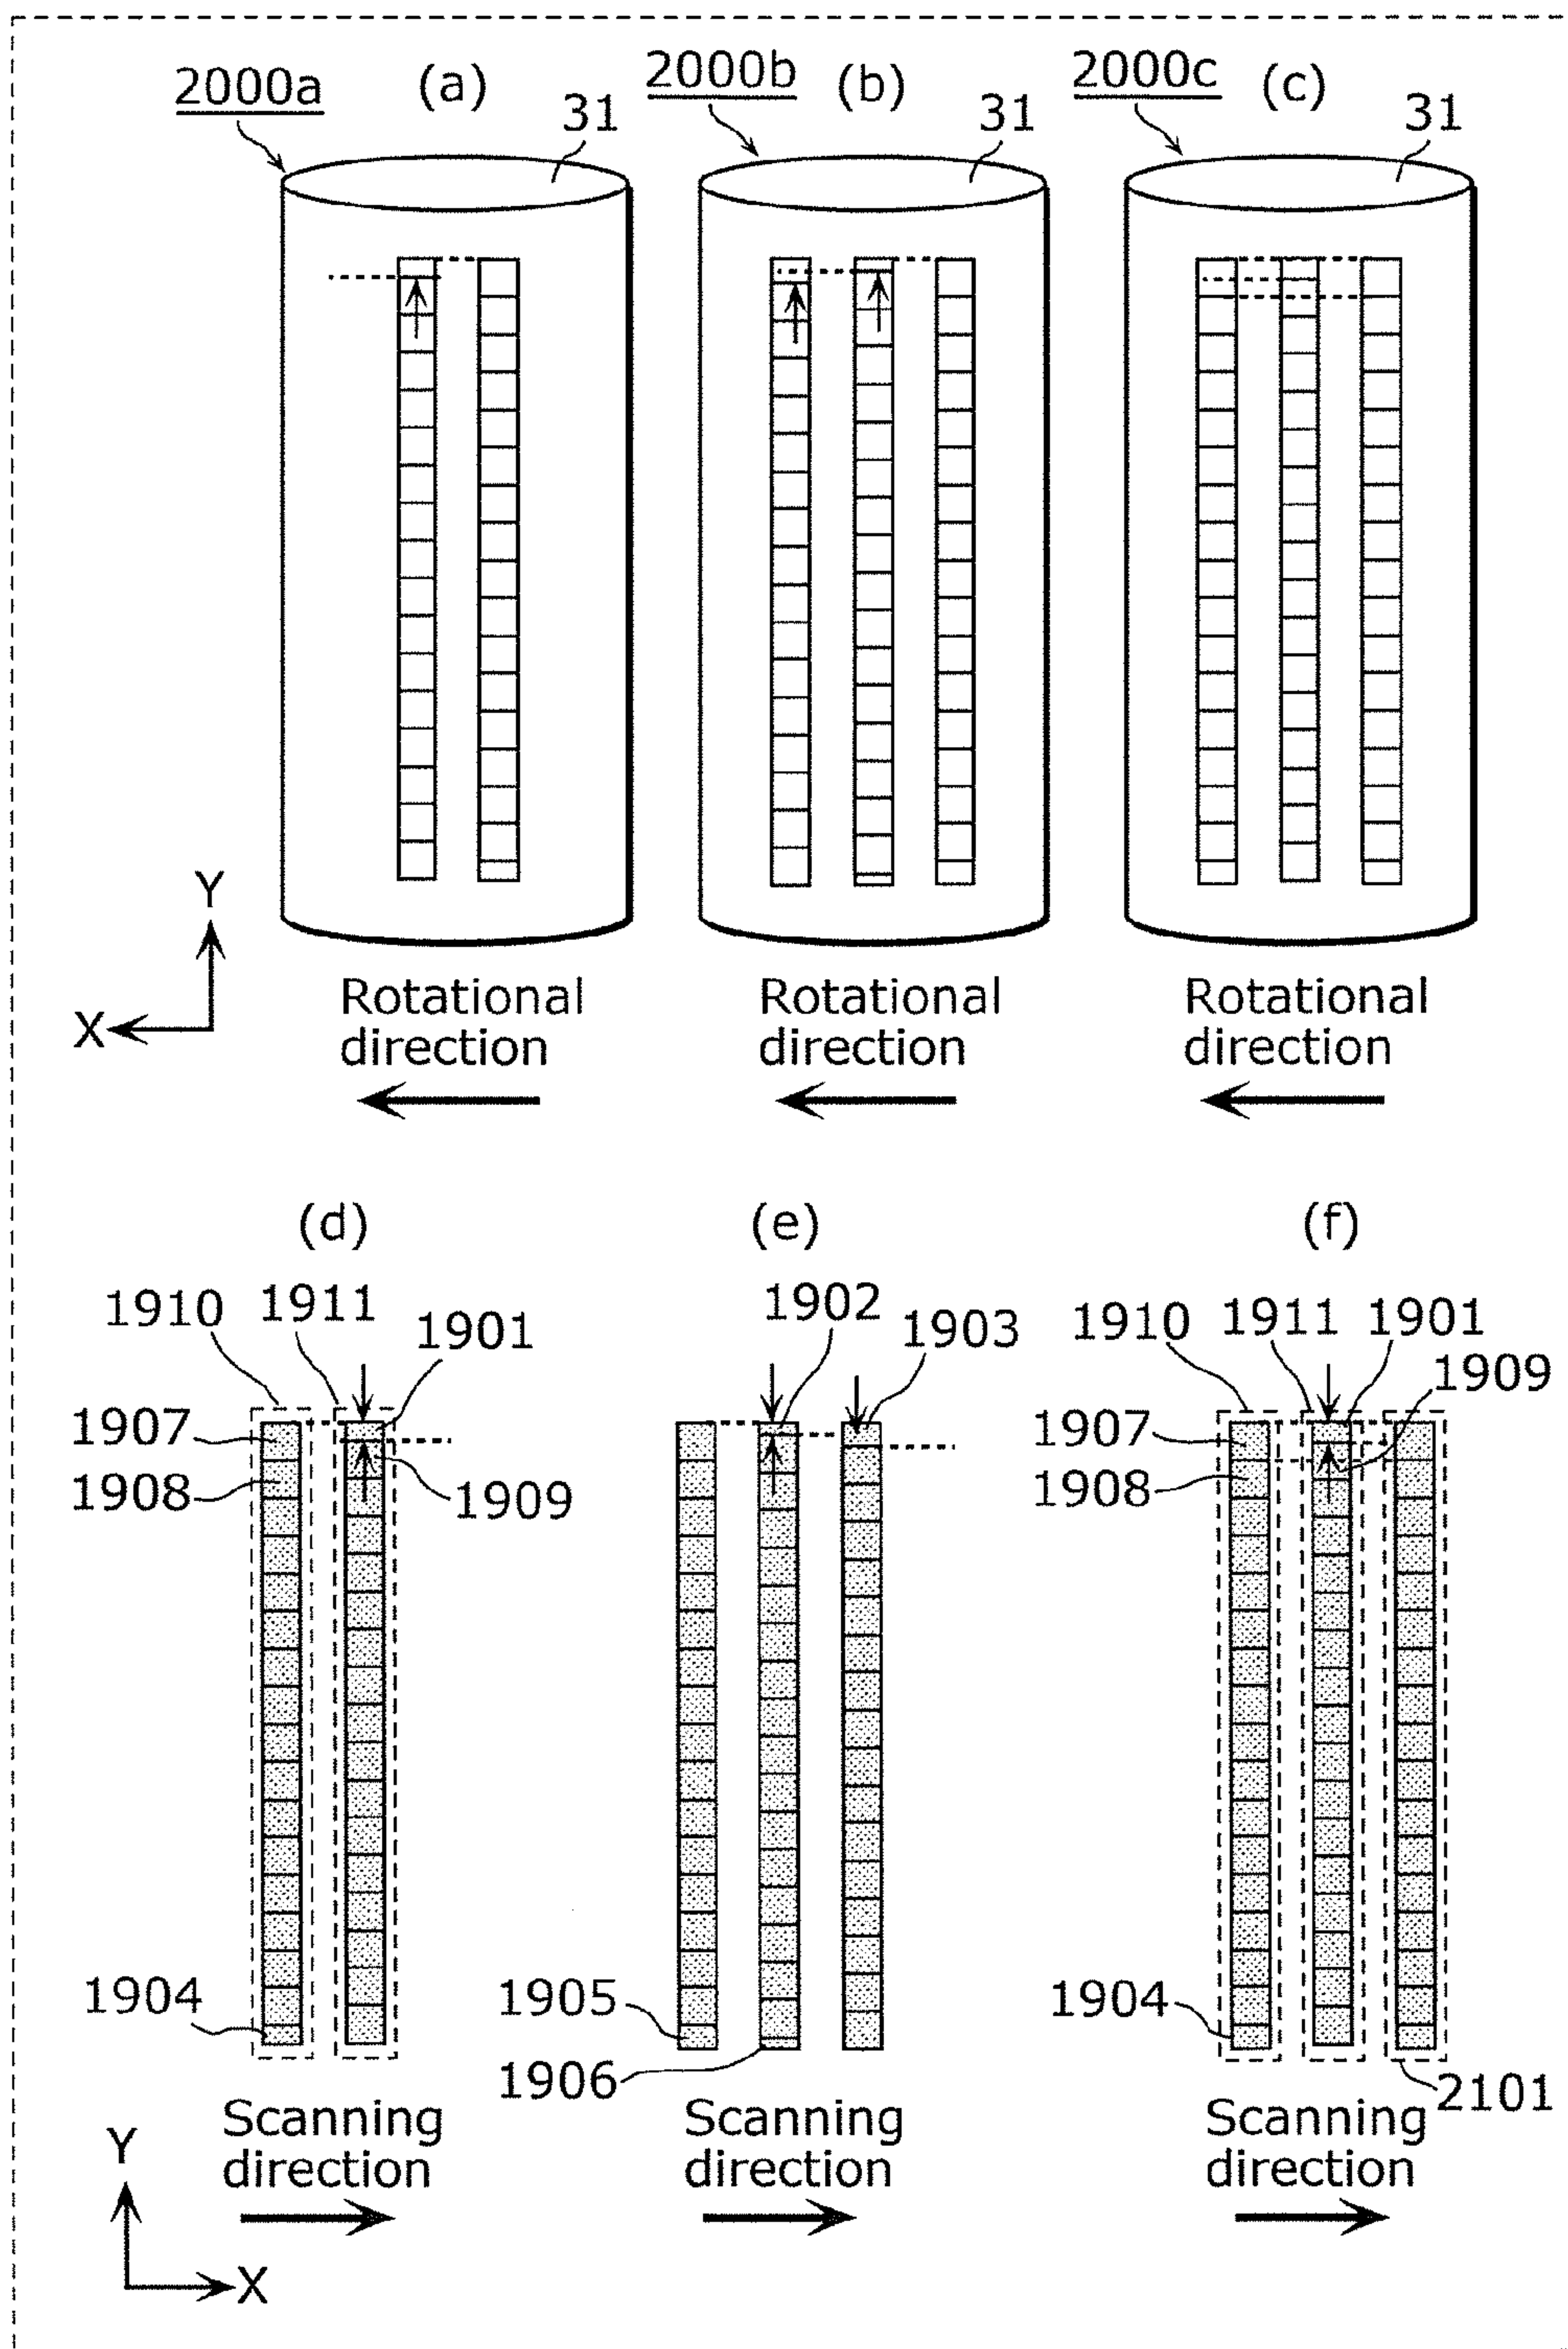 2000a (a) 2000b (b) 2000c (c)
31 31 31
Y
X
Rotational
direction
Rotational
direction
Rotational
direction
(d) (e) (f)
1910 1911 1901
1902 1903
1910 1911 1901
1909
1907
1908
1909
1907
1908
1904
1905
1906
1904
2101
Scanning
direction
Scanning
direction
Scanning
direction
Y
X